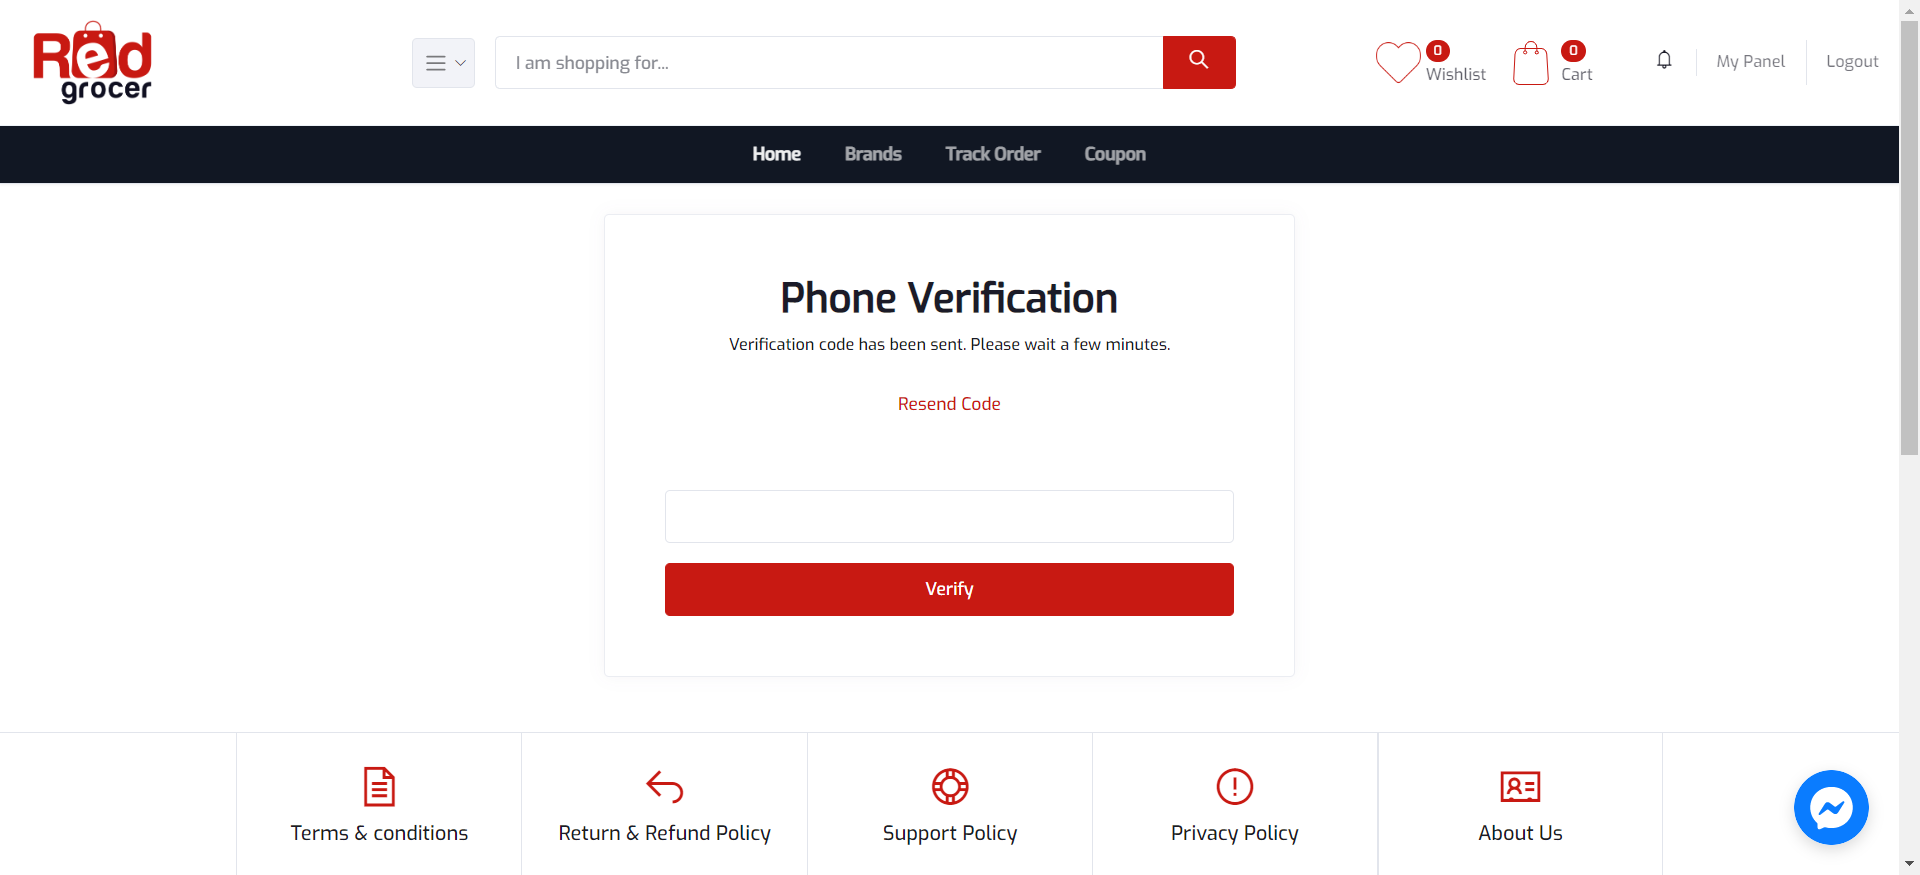 Red
grocer
I am shopping for...
0
Wishlist
0
Cart
My Panel
Logout
Home
Brands
Track Order
Coupon
Phone Verification
Verification code has been sent. Please wait a few minutes.
Resend Code
Verify
Terms & conditions
Return & Refund Policy
Support Policy
Privacy Policy
About Us